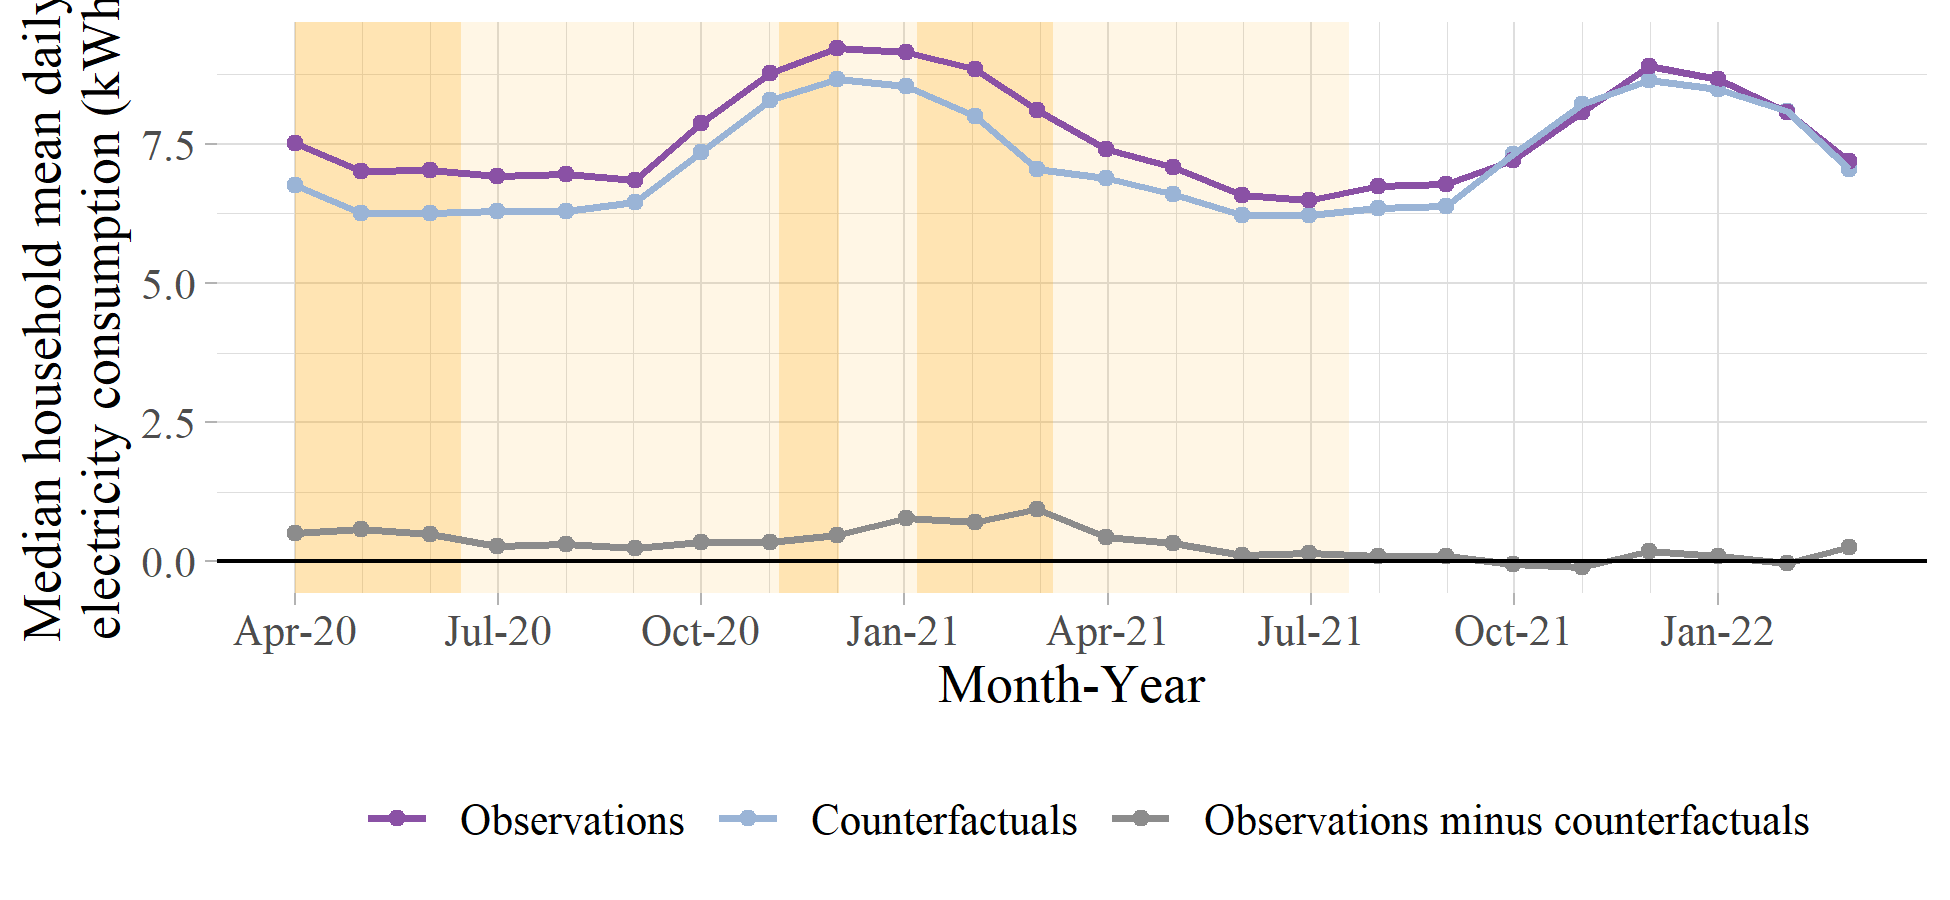 Median household mean daily
electricity consumption (kWh
7.5
5.0
2.5
0.0
Apr-20 Jul-20 Oct-20 Jan-21 Apr-21 Jul-21 Oct-21 Jan-22
Month-Year
Observations Counterfactuals Observations minus counterfactuals